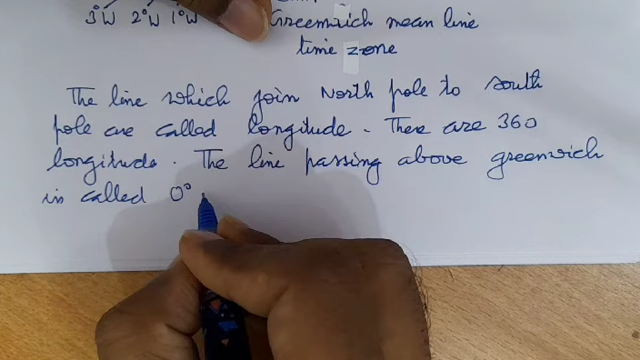 3°W 2°W 1°W
Greenwich mean line
time zone
The line which join North pole to south
pole are called longitude. There are 360
longitude. The line passing above greenwich
is called 0°